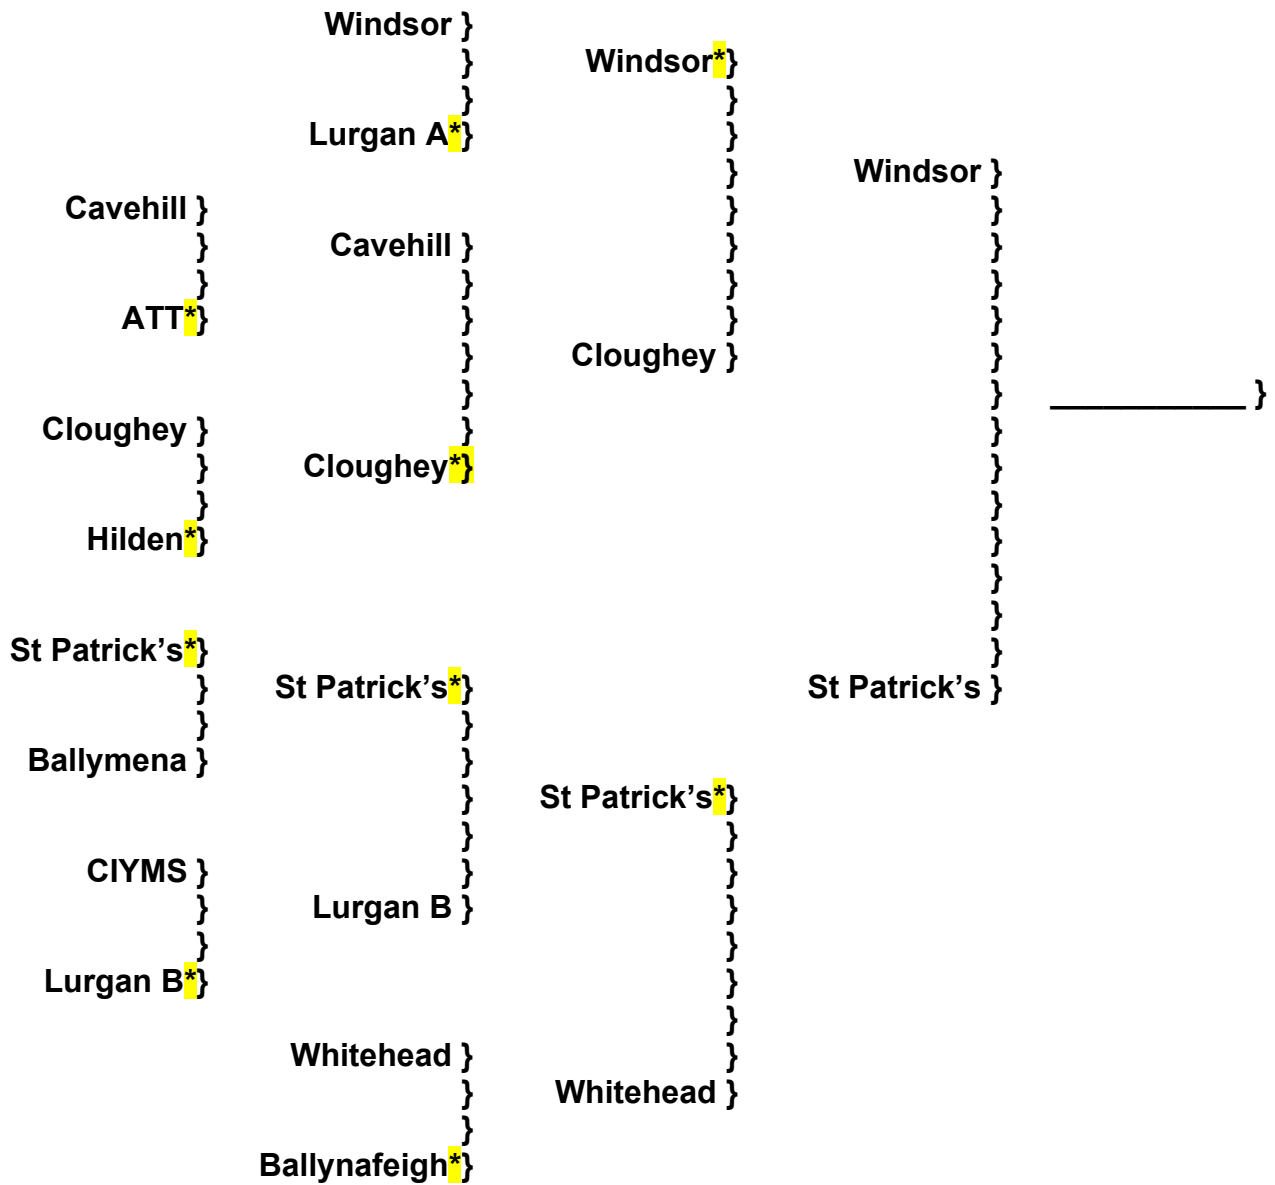 Windsor }
} Windsor*}
} }
Lurgan A*} }
} Windsor }
Cavehill } } }
} Cavehill } } }
} } } }
ATT*} } } }
} Cloughey } }
} } ____________ }
Cloughey } } }
} Cloughey*} }
} }
Hilden*} }
}
}
St Patrick’s*} }
} St Patrick’s*} St Patrick’s }
} }
Ballymena } }
} St Patrick’s*}
} }
CIYMS } } }
} Lurgan B } }
} }
Lurgan B*} }
}
Whitehead } }
} Whitehead }
}
Ballynafeigh*}